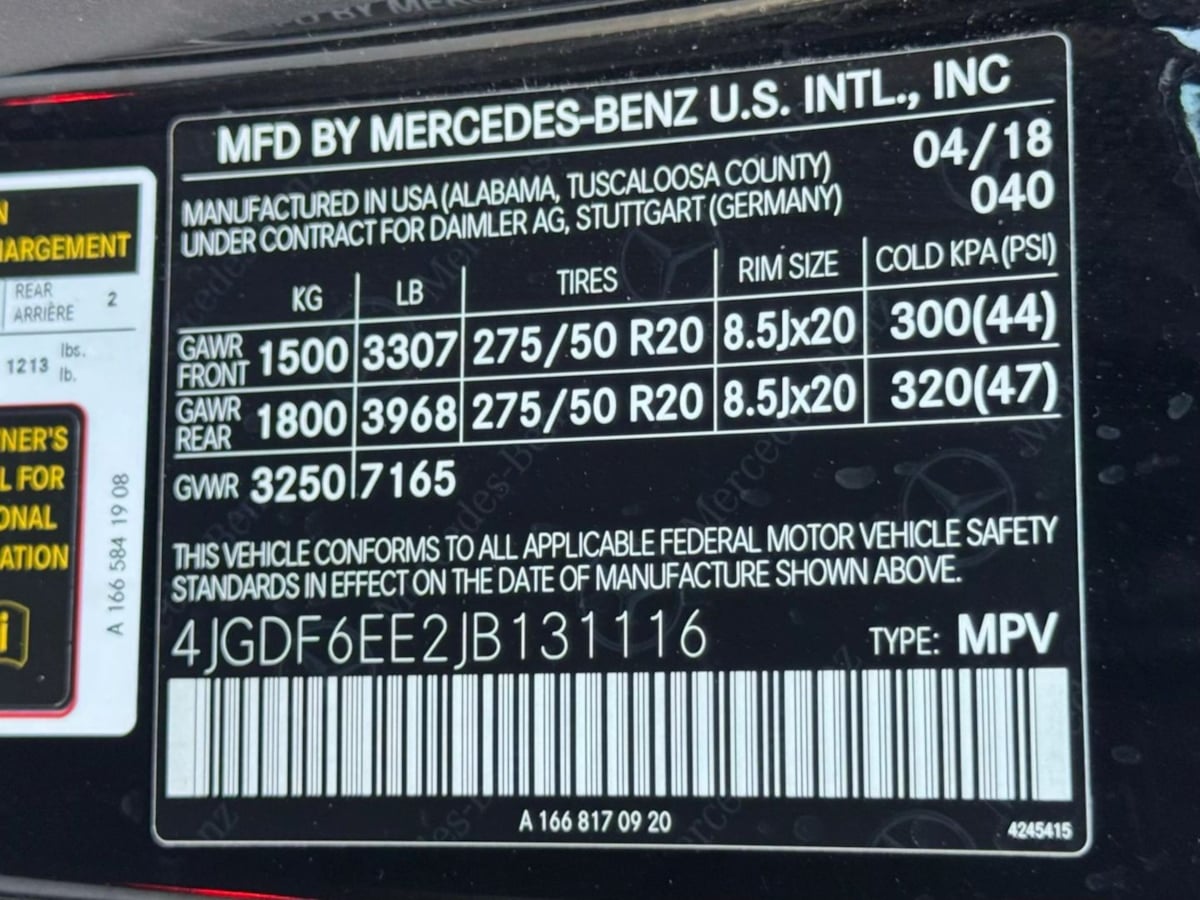 MFD BY MERCEDES-BENZ U.S. INTL., INC
MANUFACTURED IN USA (ALABAMA, TUSCALOOSA COUNTY)
UNDER CONTRACT FOR DAIMLER AG, STUTTGART (GERMANY)
04/18
040
KG LB TIRES RIM SIZE COLD KPA (PSI)
GAWR FRONT 1500 3307 275/50 R20 8.5Jx20 300(44)
GAWR REAR 1800 3968 275/50 R20 8.5Jx20 320(47)
GVWR 3250 7165
THIS VEHICLE CONFORMS TO ALL APPLICABLE FEDERAL MOTOR VEHICLE SAFETY
STANDARDS IN EFFECT ON THE DATE OF MANUFACTURE SHOWN ABOVE.
4JGDF6EE2JB131116 TYPE: MPV
A 166 817 09 20
4245415
REAR
ARRIÈRE 2
1213 lbs.
lb.
L FOR
A 166 584 19 08